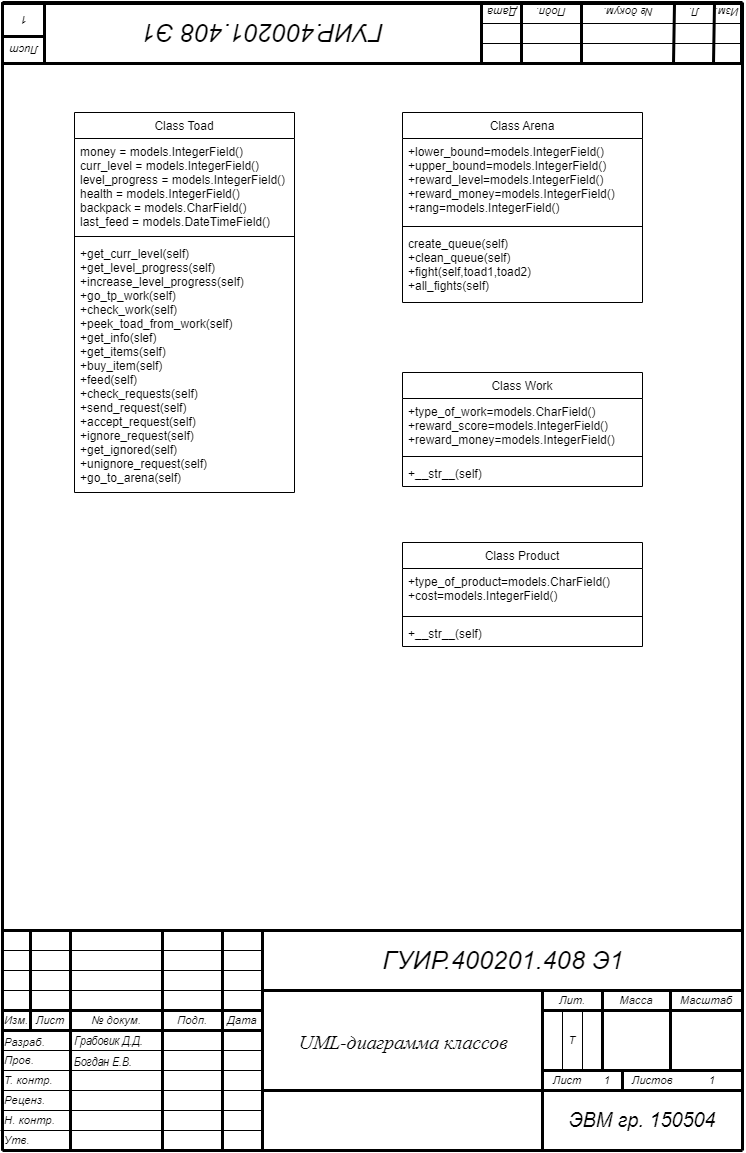 1
Лист
ГУИР.400201.408 Э1
Дата
Подп.
№ докум.
Л.
Изм.
Class Toad
money = models.IntegerField()
curr_level = models.IntegerField()
level_progress = models.IntegerField()
health = models.IntegerField()
backpack = models.CharField()
last_feed = models.DateTimeField()
+get_curr_level(self)
+get_level_progress(self)
+increase_level_progress(self)
+go_tp_work(self)
+check_work(self)
+peek_toad_from_work(self)
+get_info(slef)
+get_items(self)
+buy_item(self)
+feed(self)
+check_requests(self)
+send_request(self)
+accept_request(self)
+ignore_request(self)
+get_ignored(self)
+unignore_request(self)
+go_to_arena(self)
Class Arena
+lower_bound=models.IntegerField()
+upper_bound=models.IntegerField()
+reward_level=models.IntegerField()
+reward_money=models.IntegerField()
+rang=models.IntegerField()
create_queue(self)
+clean_queue(self)
+fight(self,toad1,toad2)
+all_fights(self)
Class Work
+type_of_work=models.CharField()
+reward_score=models.IntegerField()
+reward_money=models.IntegerField()
+__str__(self)
Class Product
+type_of_product=models.CharField()
+cost=models.IntegerField()
+__str__(self)
ГУИР.400201.408 Э1
Изм. Лист № докум. Подп. Дата
Разраб. Грабовик Д.Д.
Пров. Богдан Е.В.
Т. контр.
Реценз.
Н. контр.
Утв.
UML-диаграмма классов
Лит. Масса Масштаб
Т
Лист 1 Листов 1
ЭВМ гр. 150504